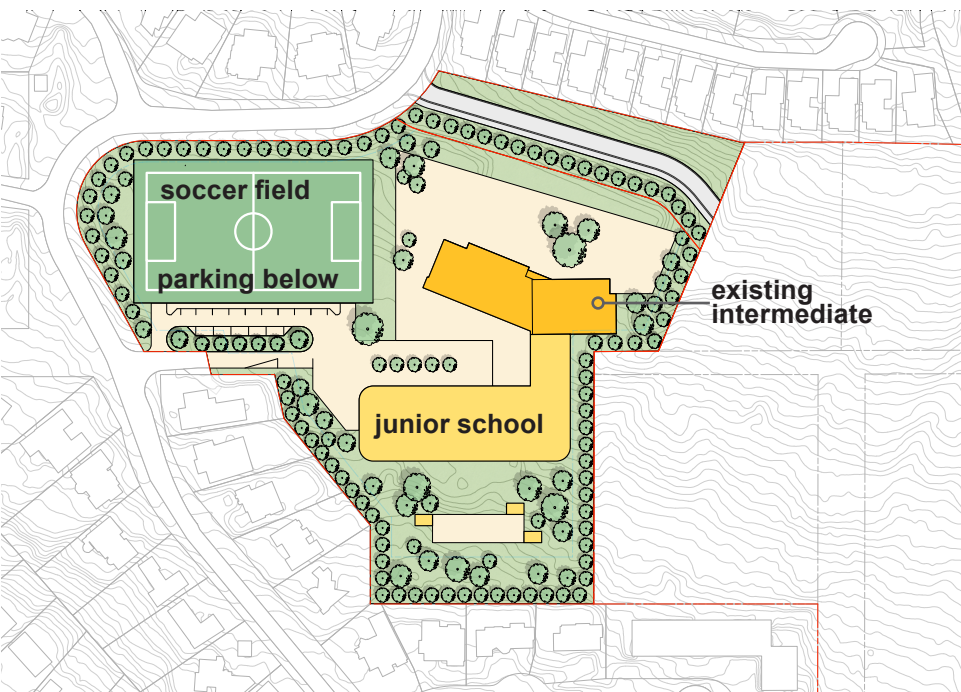 soccer field
parking below
existing
intermediate
junior school